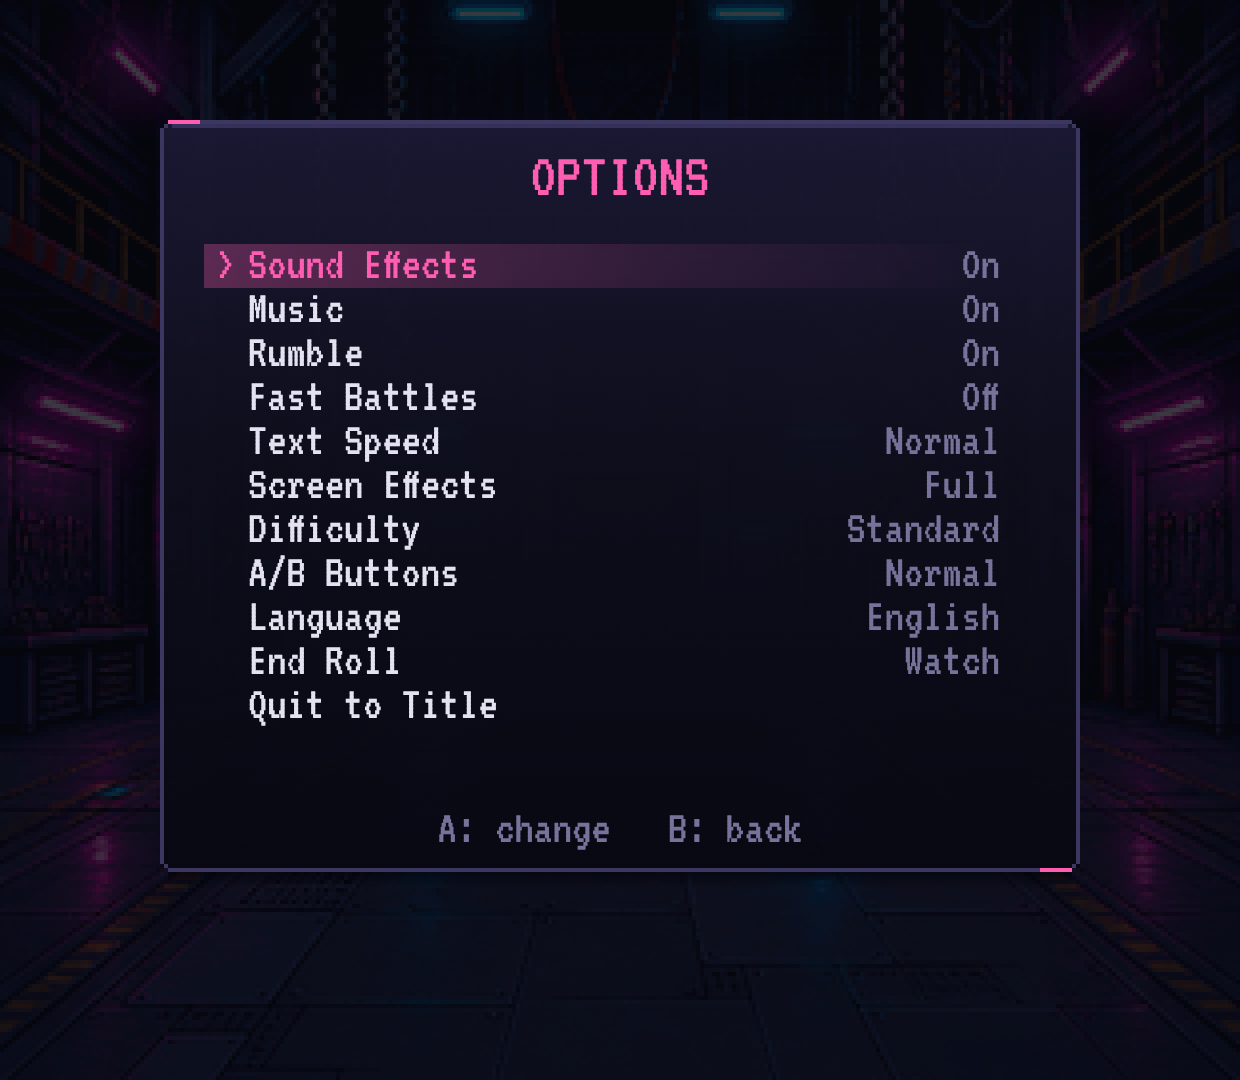 OPTIONS
> Sound Effects On
Music On
Rumble On
Fast Battles Off
Text Speed Normal
Screen Effects Full
Difficulty Standard
A/B Buttons Normal
Language English
End Roll Watch
Quit to Title
A: change B: back